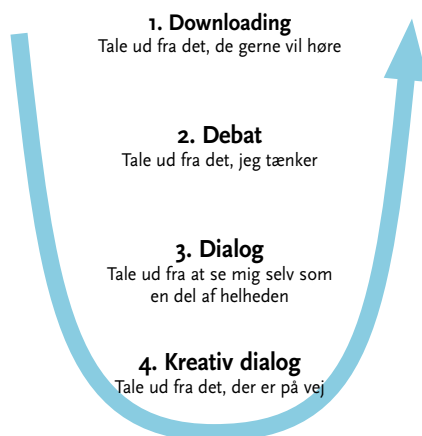 1. Downloading
Tale ud fra det, de gerne vil høre
2. Debat
Tale ud fra det, jeg tænker
3. Dialog
Tale ud fra at se mig selv som
en del af helheden
4. Kreativ dialog
Tale ud fra det, der er på vej